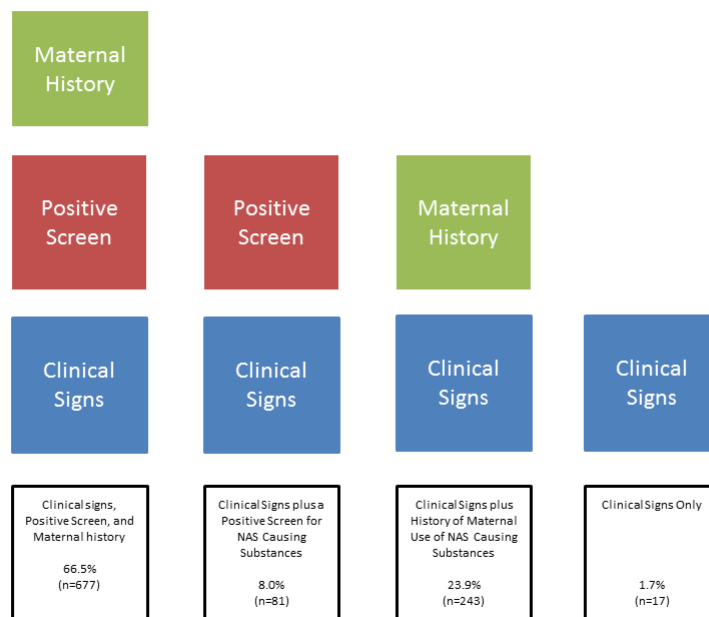 Maternal
History
Positive
Screen
Positive
Screen
Maternal
History
Clinical
Signs
Clinical
Signs
Clinical
Signs
Clinical
Signs
Clinical signs,
Positive Screen, and
Maternal history
66.5%
(n=677)
Clinical Signs plus a
Positive Screen for
NAS Causing
Substances
8.0%
(n=81)
Clinical Signs plus
History of Maternal
Use of NAS Causing
Substances
23.9%
(n=243)
Clinical Signs Only
1.7%
(n=17)